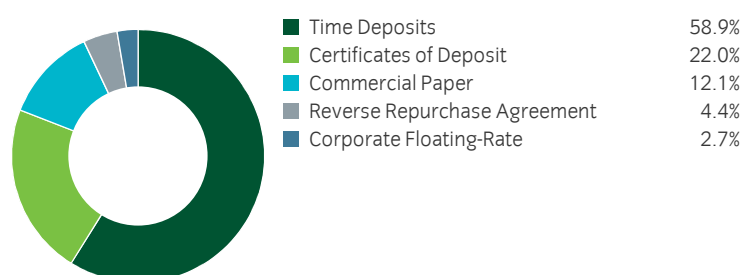 Time Deposits 58.9%
Certificates of Deposit 22.0%
Commercial Paper 12.1%
Reverse Repurchase Agreement 4.4%
Corporate Floating-Rate 2.7%